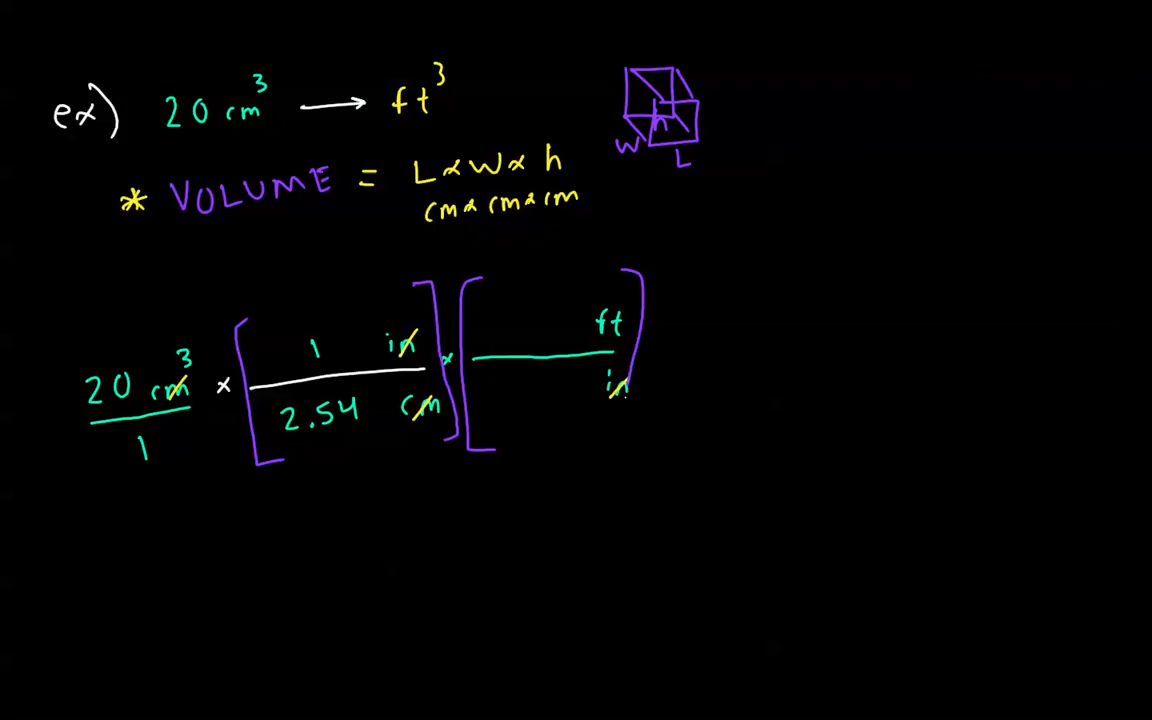 ex) 20 cm³ → ft³
* VOLUME = L x W x h
cm x cm x cm
h
W
L
20 cm³ / 1 x [ 1 in / 2.54 cm ] x [ ft / in ]